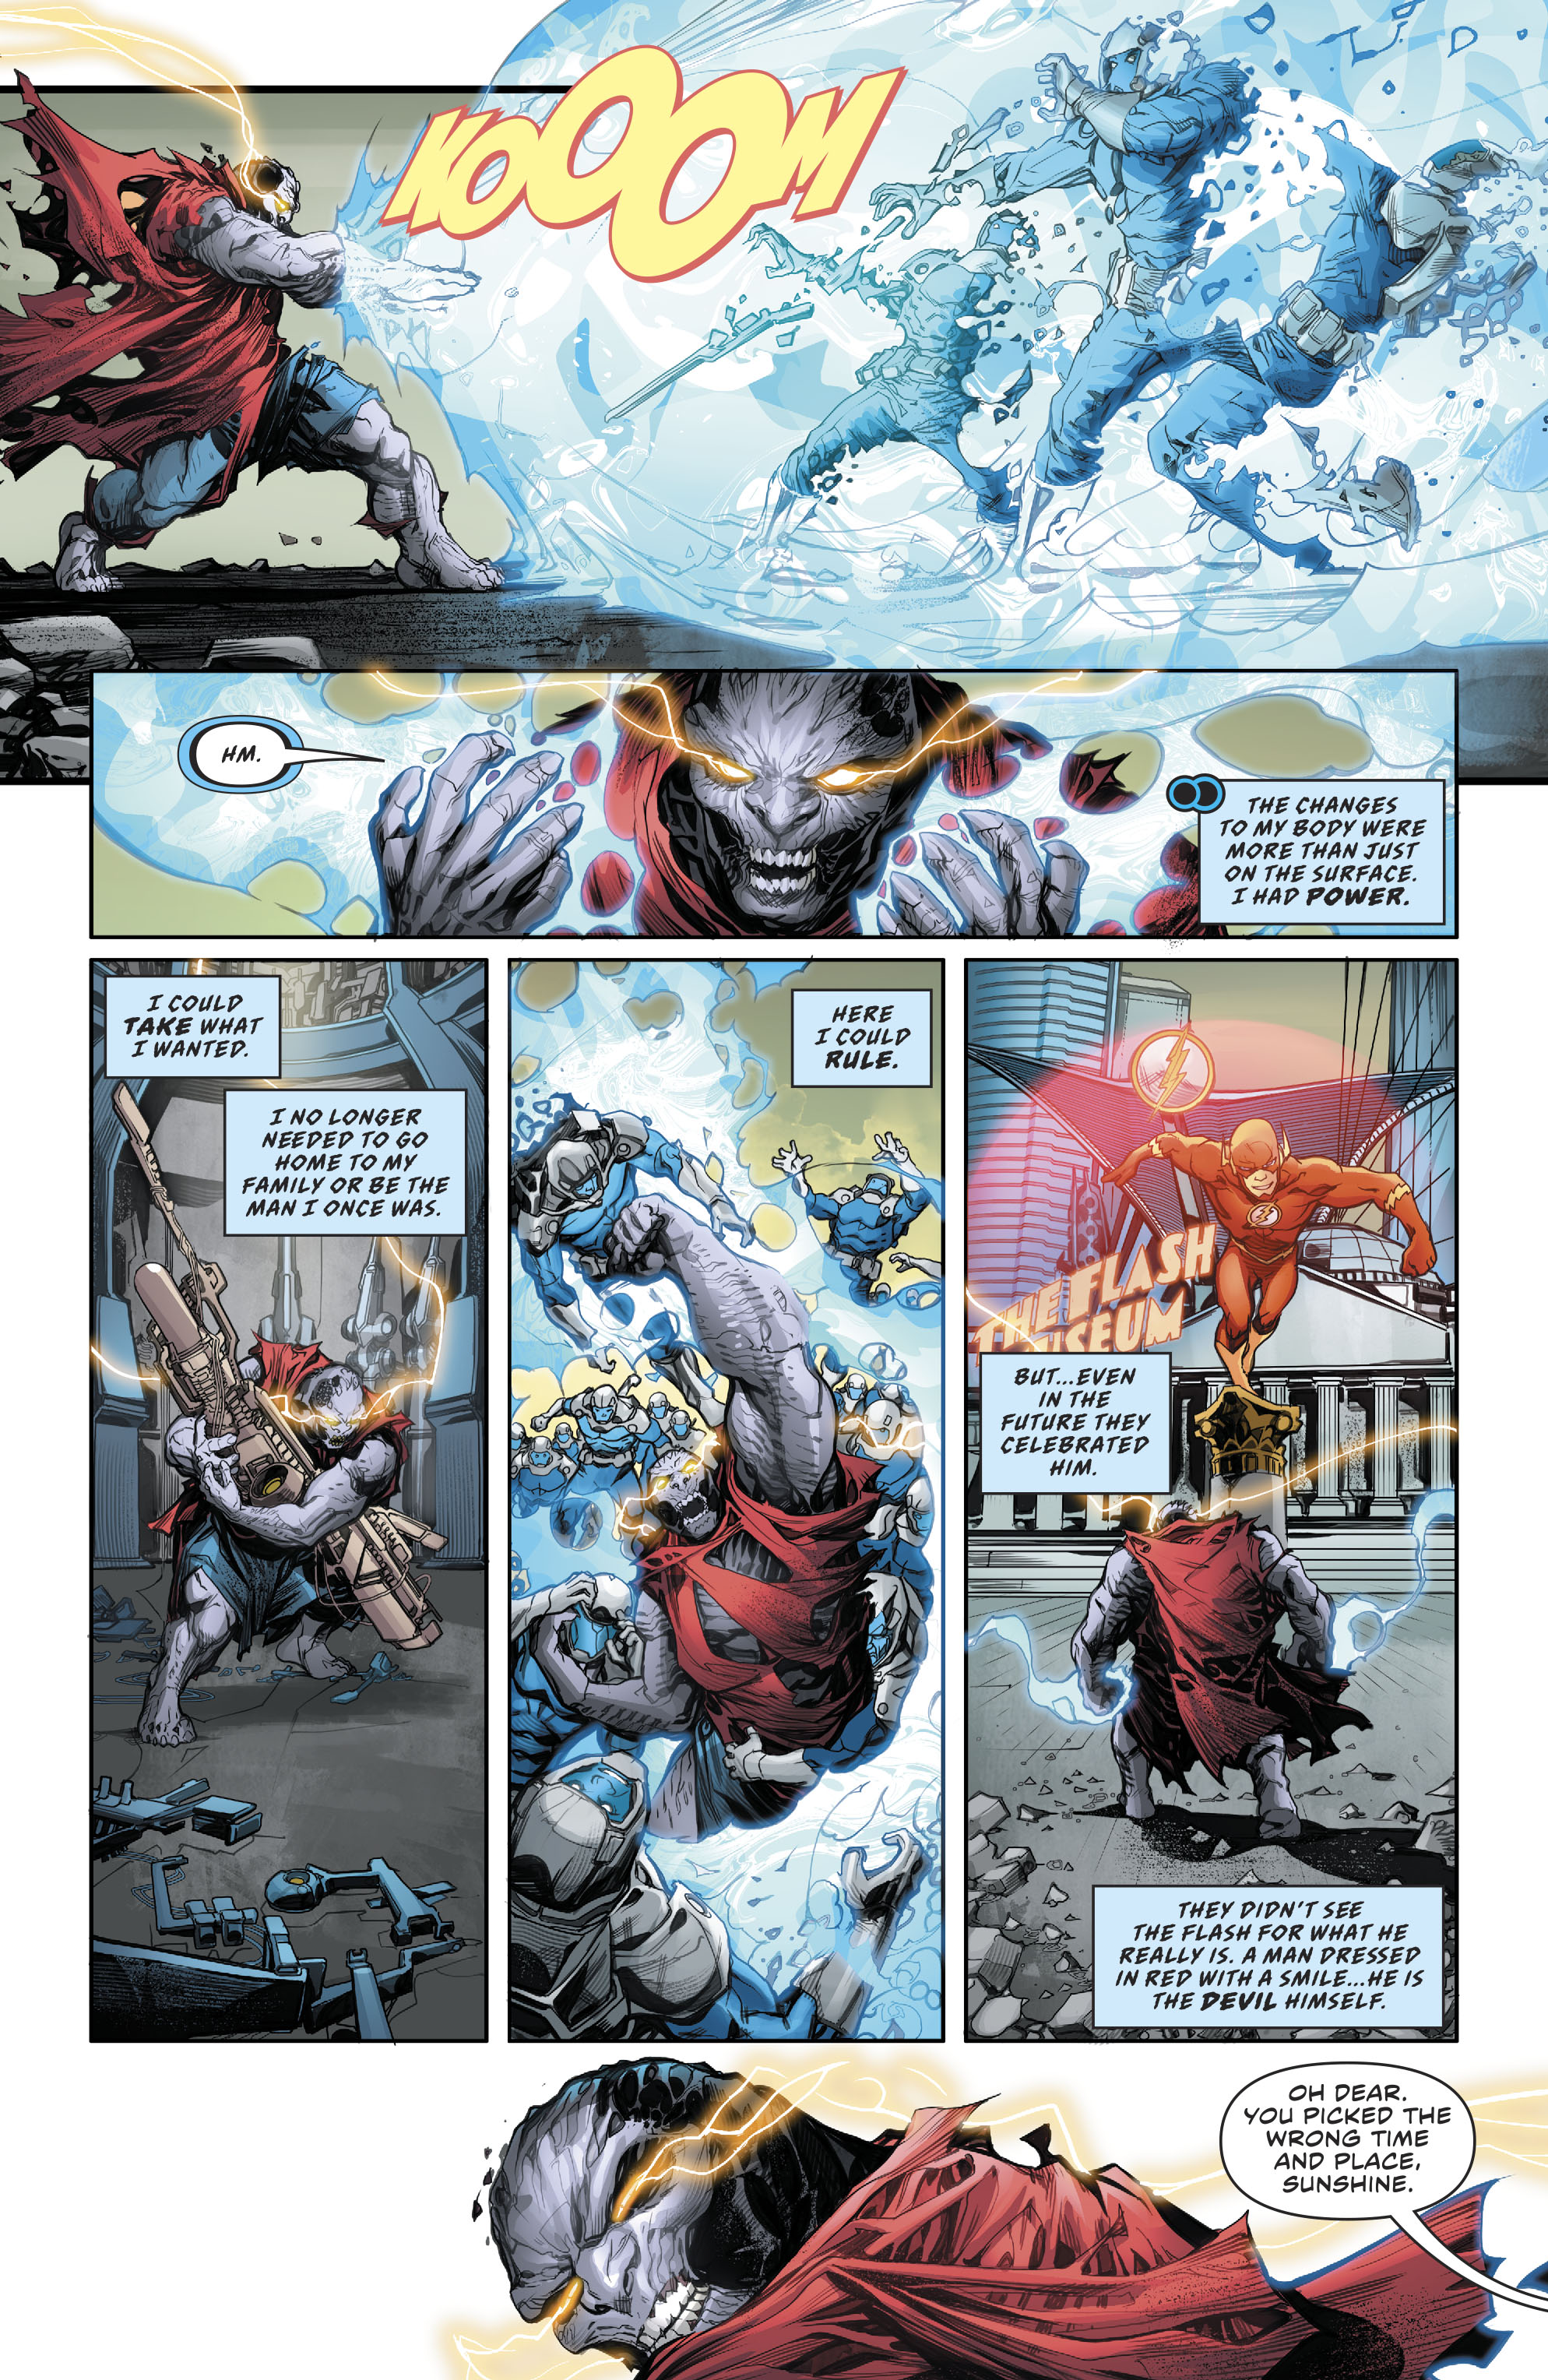 KOOOM
HM.
THE CHANGES
TO MY BODY WERE
MORE THAN JUST
ON THE SURFACE.
I HAD POWER.
I COULD
TAKE WHAT
I WANTED.
I NO LONGER
NEEDED TO GO
HOME TO MY
FAMILY OR BE THE
MAN I ONCE WAS.
HERE
I COULD
RULE.
THE FLASH
MUSEUM
BUT...EVEN
IN THE
FUTURE THEY
CELEBRATED
HIM.
THEY DIDN'T SEE
THE FLASH FOR WHAT HE
REALLY IS. A MAN DRESSED
IN RED WITH A SMILE...HE IS
THE DEVIL HIMSELF.
OH DEAR.
YOU PICKED THE
WRONG TIME
AND PLACE,
SUNSHINE.